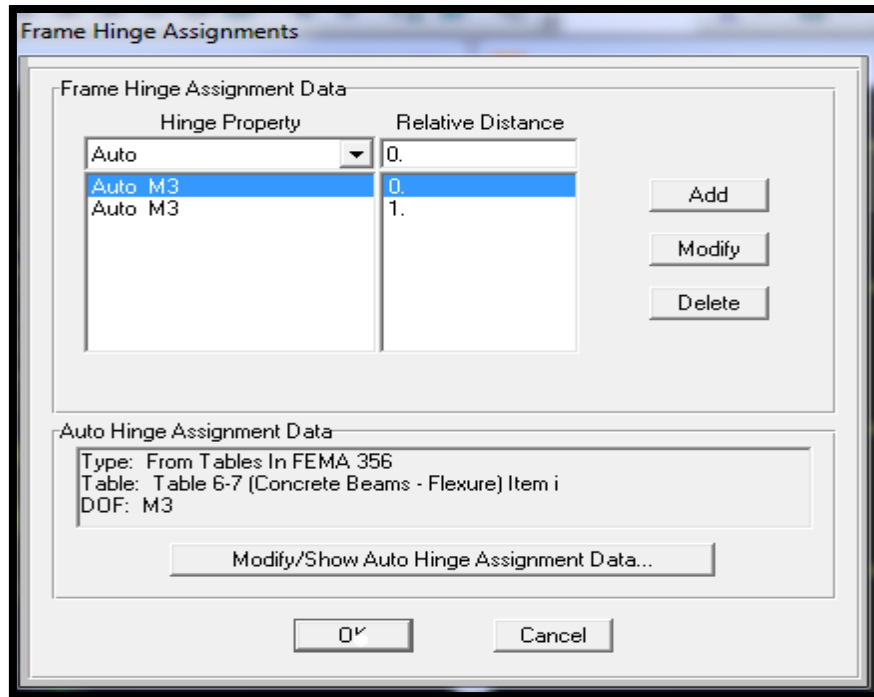 Frame Hinge Assignments
Frame Hinge Assignment Data
Hinge Property Relative Distance
Auto 0.
Auto M3 0.
Auto M3 1.
Add
Modify
Delete
Auto Hinge Assignment Data
Type: From Tables In FEMA 356
Table: Table 6-7 (Concrete Beams - Flexure) Item i
DOF: M3
Modify/Show Auto Hinge Assignment Data...
OK Cancel